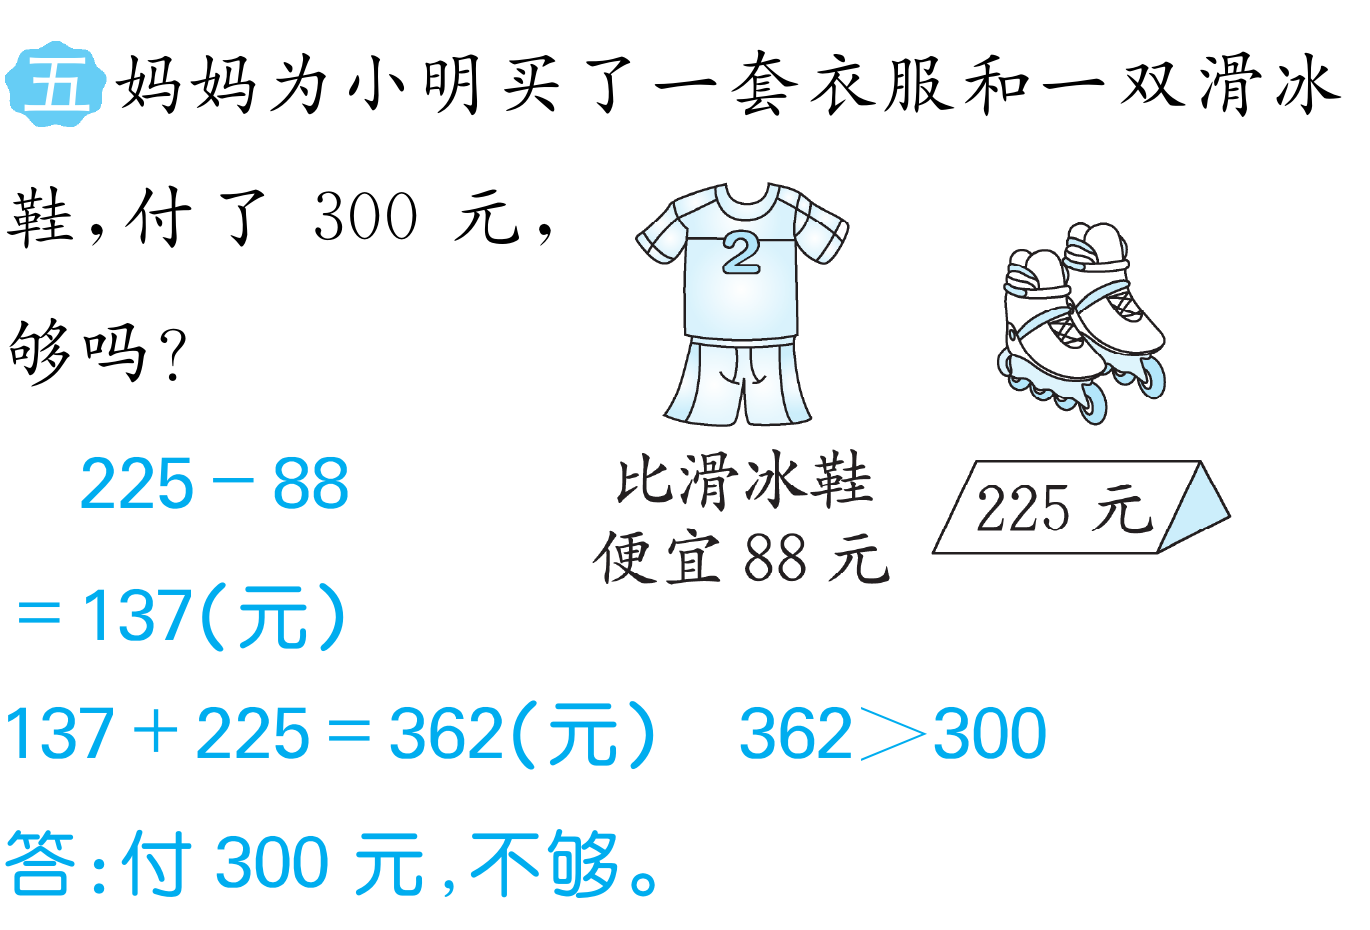 五 妈妈为小明买了一套衣服和一双滑冰
鞋，付了 300 元，
够吗？
2
比滑冰鞋
便宜 88 元
225 元
225－88
＝137(元)
137＋225＝362(元) 362＞300
答：付 300 元，不够。